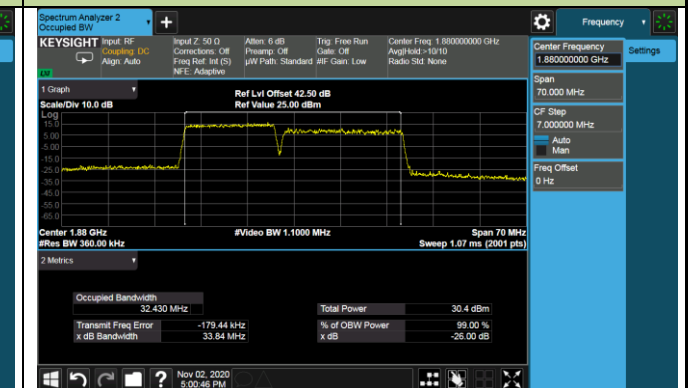 Spectrum Analyzer 2
Occupied BW
+
Frequency
KEYSIGHT
Input: RF
Coupling: DC
Align: Auto
Input Z: 50 Ω
Corrections: Off
Freq Ref: Int (S)
NFE: Adaptive
Atten: 6 dB
Preamp: Off
µW Path: Standard
Trig: Free Run
Gate: Off
#IF Gain: Low
Center Freq: 1.880000000 GHz
Avg|Hold:>10/10
Radio Std: None
Center Frequency
1.880000000 GHz
Settings
Span
70.000 MHz
CF Step
7.000000 MHz
Auto
Man
Freq Offset
0 Hz
1 Graph
Scale/Div 10.0 dB
Ref Lvl Offset 42.50 dB
Ref Value 25.00 dBm
Log
15.0
5.00
-5.00
-15.0
-25.0
-35.0
-45.0
-55.0
-65.0
Center 1.88 GHz
#Video BW 1.1000 MHz
Span 70 MHz
#Res BW 360.00 kHz
Sweep 1.07 ms (2001 pts)
2 Metrics
Occupied Bandwidth
32.430 MHz
Total Power
30.4 dBm
Transmit Freq Error
-179.44 kHz
% of OBW Power
99.00 %
x dB Bandwidth
33.84 MHz
x dB
-26.00 dB
?
Nov 02, 2020
5:00:46 PM